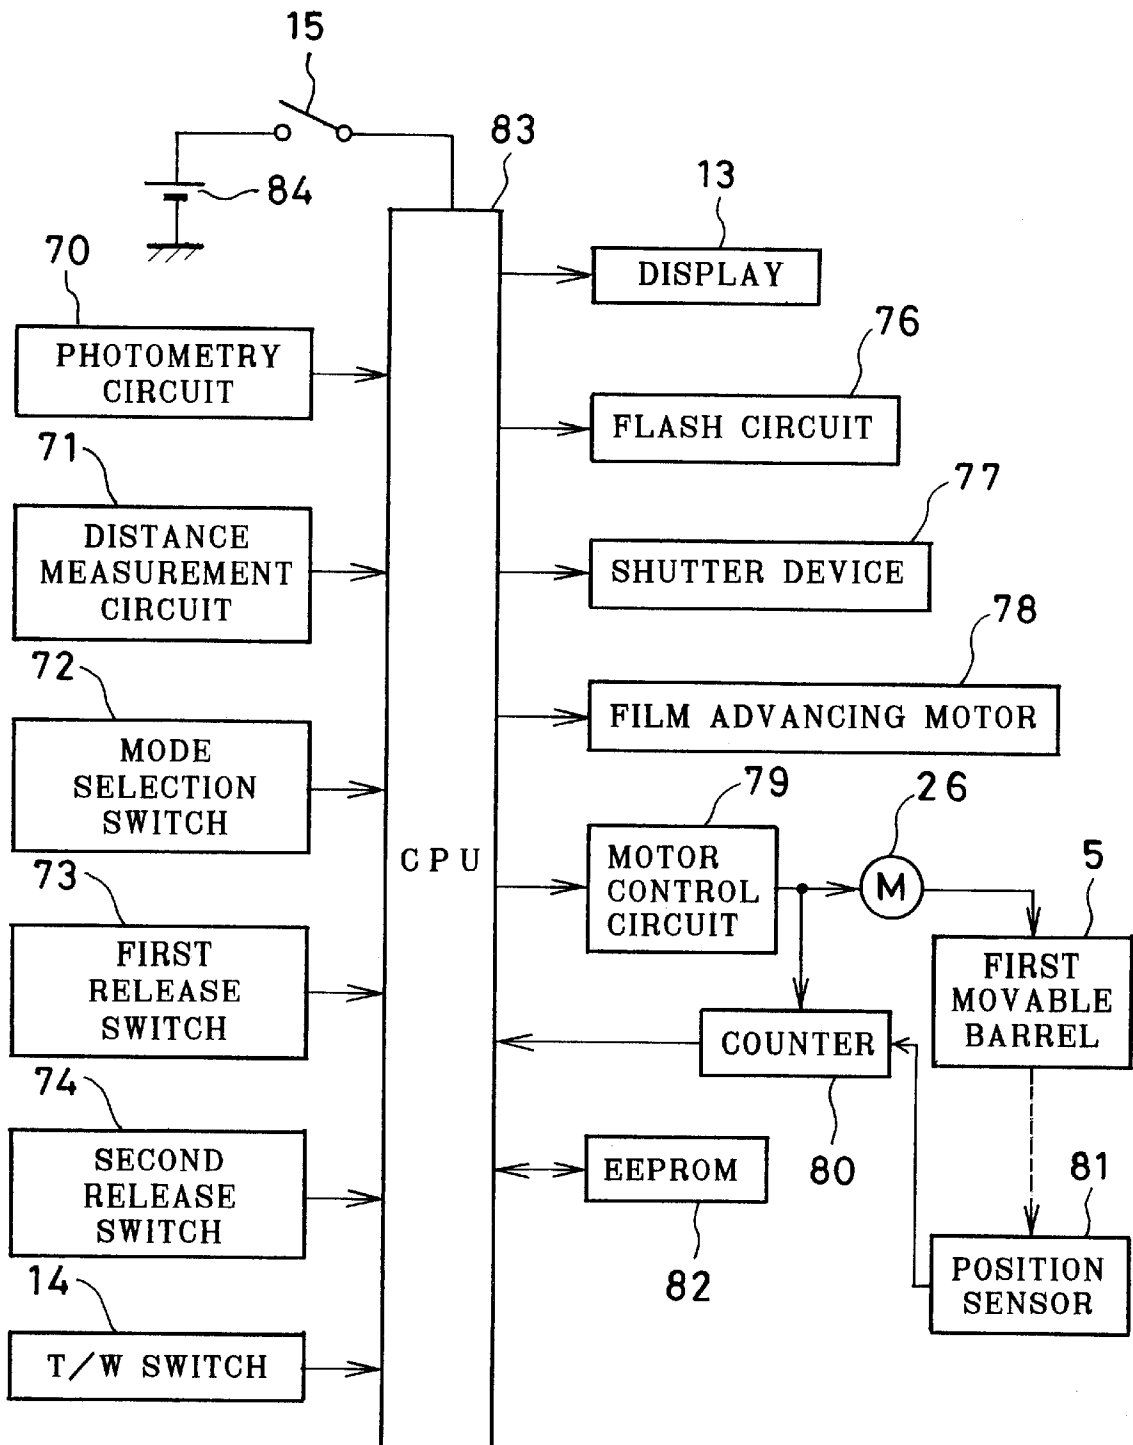 15
83
84
13
DISPLAY
70
PHOTOMETRY
CIRCUIT
76
FLASH CIRCUIT
71
DISTANCE
MEASUREMENT
CIRCUIT
77
SHUTTER DEVICE
72
MODE
SELECTION
SWITCH
78
FILM ADVANCING MOTOR
CPU
79
MOTOR
CONTROL
CIRCUIT
26
M
5
FIRST
MOVABLE
BARREL
73
FIRST
RELEASE
SWITCH
COUNTER
80
74
SECOND
RELEASE
SWITCH
EEPROM
82
81
POSITION
SENSOR
14
T/W SWITCH